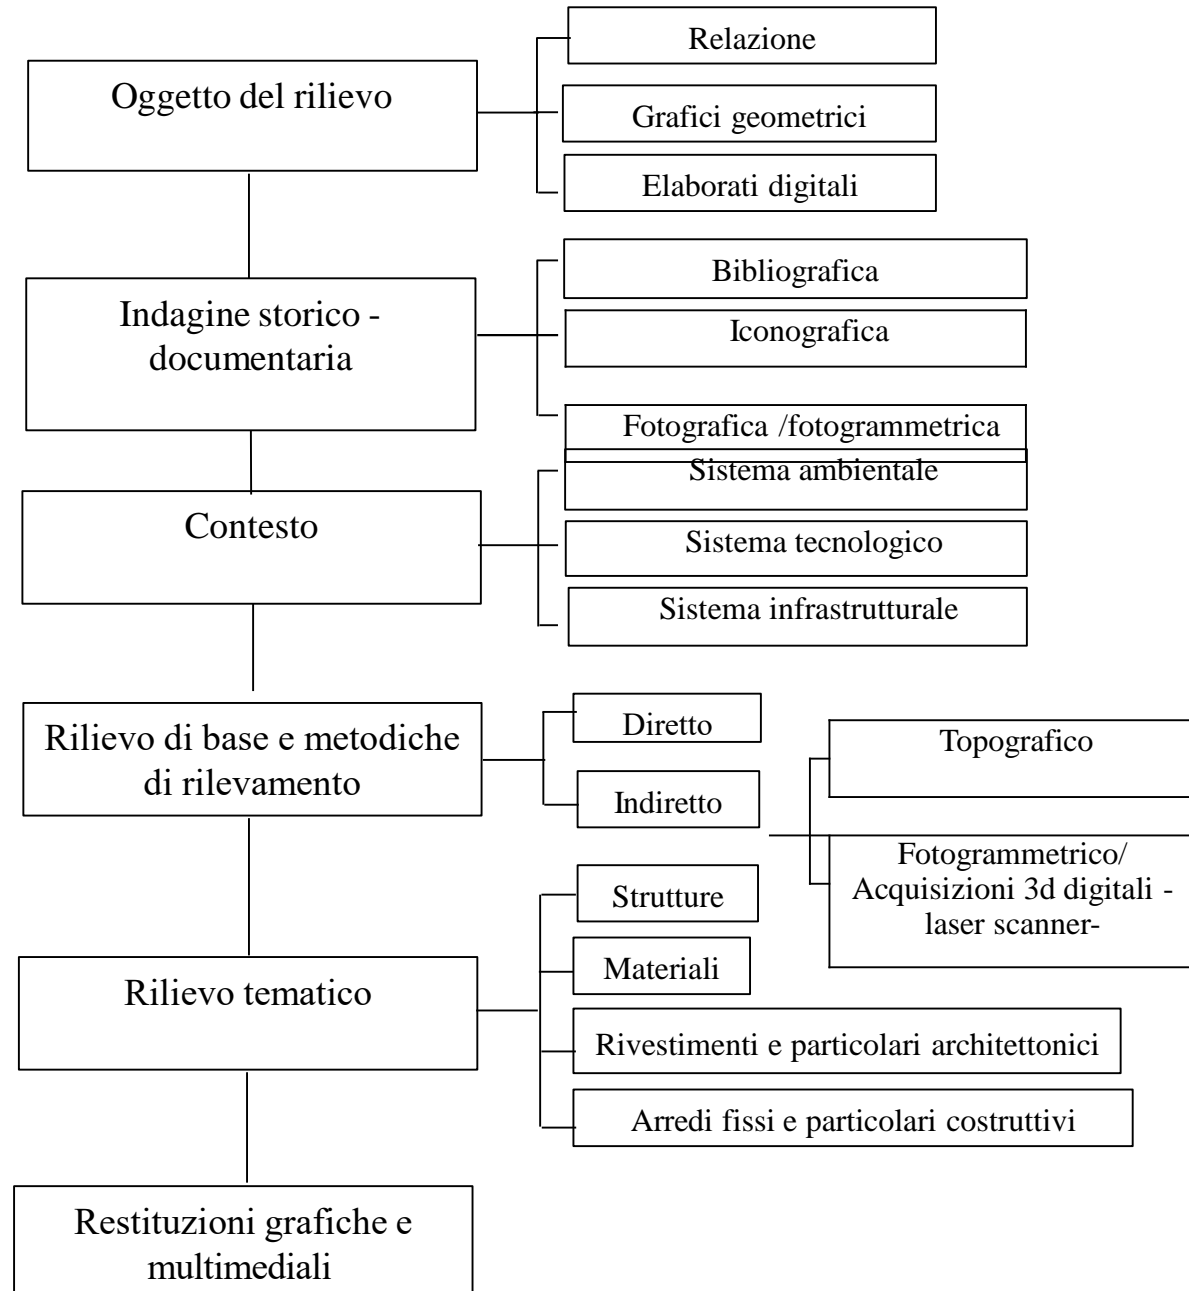 Oggetto del rilievo
Relazione
Grafici geometrici
Elaborati digitali
Indagine storico -
documentaria
Bibliografica
Iconografica
Fotografica /fotogrammetrica
Contesto
Sistema ambientale
Sistema tecnologico
Sistema infrastrutturale
Rilievo di base e metodiche
di rilevamento
Diretto
Indiretto
Topografico
Fotogrammetrico/
Acquisizioni 3d digitali -
laser scanner-
Rilievo tematico
Strutture
Materiali
Rivestimenti e particolari architettonici
Arredi fissi e particolari costruttivi
Restituzioni grafiche e
multimediali